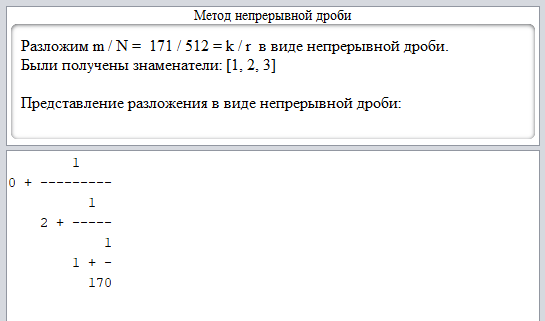 Метод непрерывной дроби
Разложим m / N = 171 / 512 = k / r в виде непрерывной дроби.
Были получены знаменатели: [1, 2, 3]
Представление разложения в виде непрерывной дроби:
1
0 + ---------
1
2 + -----
1
1 + -
170